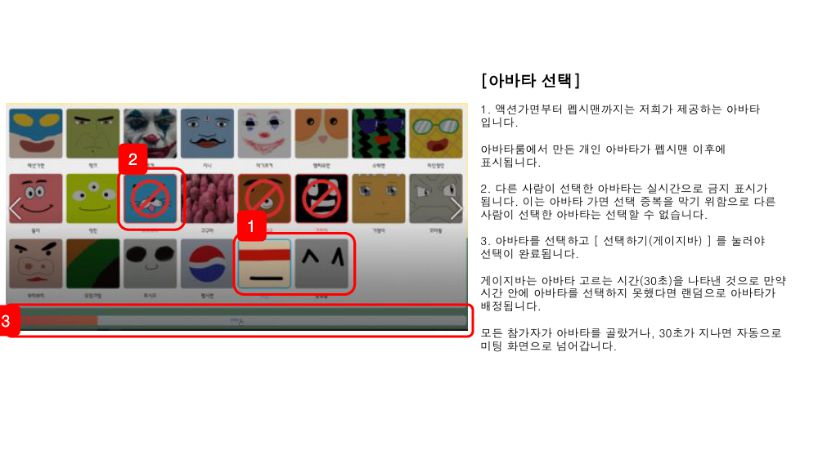 [아바타 선택]
1. 액션가면부터 펩시맨까지는 저희가 제공하는 아바타
입니다.
아바타룸에서 만든 개인 아바타가 펩시맨 이후에
표시됩니다.
2. 다른 사람이 선택한 아바타는 실시간으로 금지 표시가
됩니다. 이는 아바타 가면 선택 중복을 막기 위함으로 다른
사람이 선택한 아바타는 선택할 수 없습니다.
3. 아바타를 선택하고 [ 선택하기(게이지바) ] 를 눌러야
선택이 완료됩니다.
게이지바는 아바타 고르는 시간(30초)을 나타낸 것으로 만약
시간 안에 아바타를 선택하지 못했다면 랜덤으로 아바타가
배정됩니다.
모든 참가자가 아바타를 골랐거나, 30초가 지나면 자동으로
미팅 화면으로 넘어갑니다.
액션가면
지니
2
1
펩시맨
3